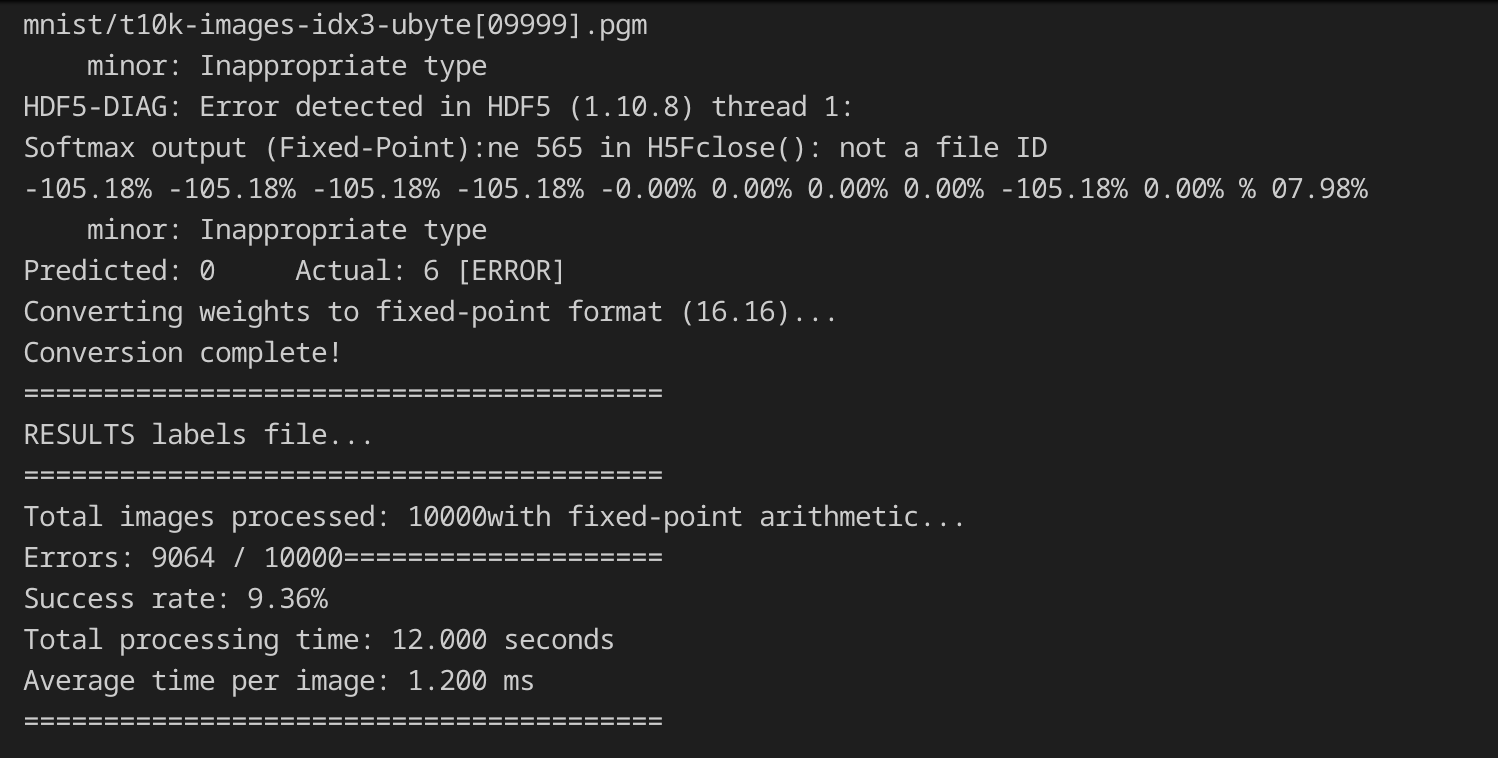 mnist/t10k-images-idx3-ubyte[09999].pgm
    minor: Inappropriate type
HDF5-DIAG: Error detected in HDF5 (1.10.8) thread 1:
Softmax output (Fixed-Point):ne 565 in H5Fclose(): not a file ID
-105.18% -105.18% -105.18% -105.18% -0.00% 0.00% 0.00% 0.00% -105.18% 0.00% % 07.98%
    minor: Inappropriate type
Predicted: 0     Actual: 6 [ERROR]
Converting weights to fixed-point format (16.16)...
Conversion complete!
========================================
RESULTS labels file...
========================================
Total images processed: 10000with fixed-point arithmetic...
Errors: 9064 / 10000====================
Success rate: 9.36%
Total processing time: 12.000 seconds
Average time per image: 1.200 ms
========================================